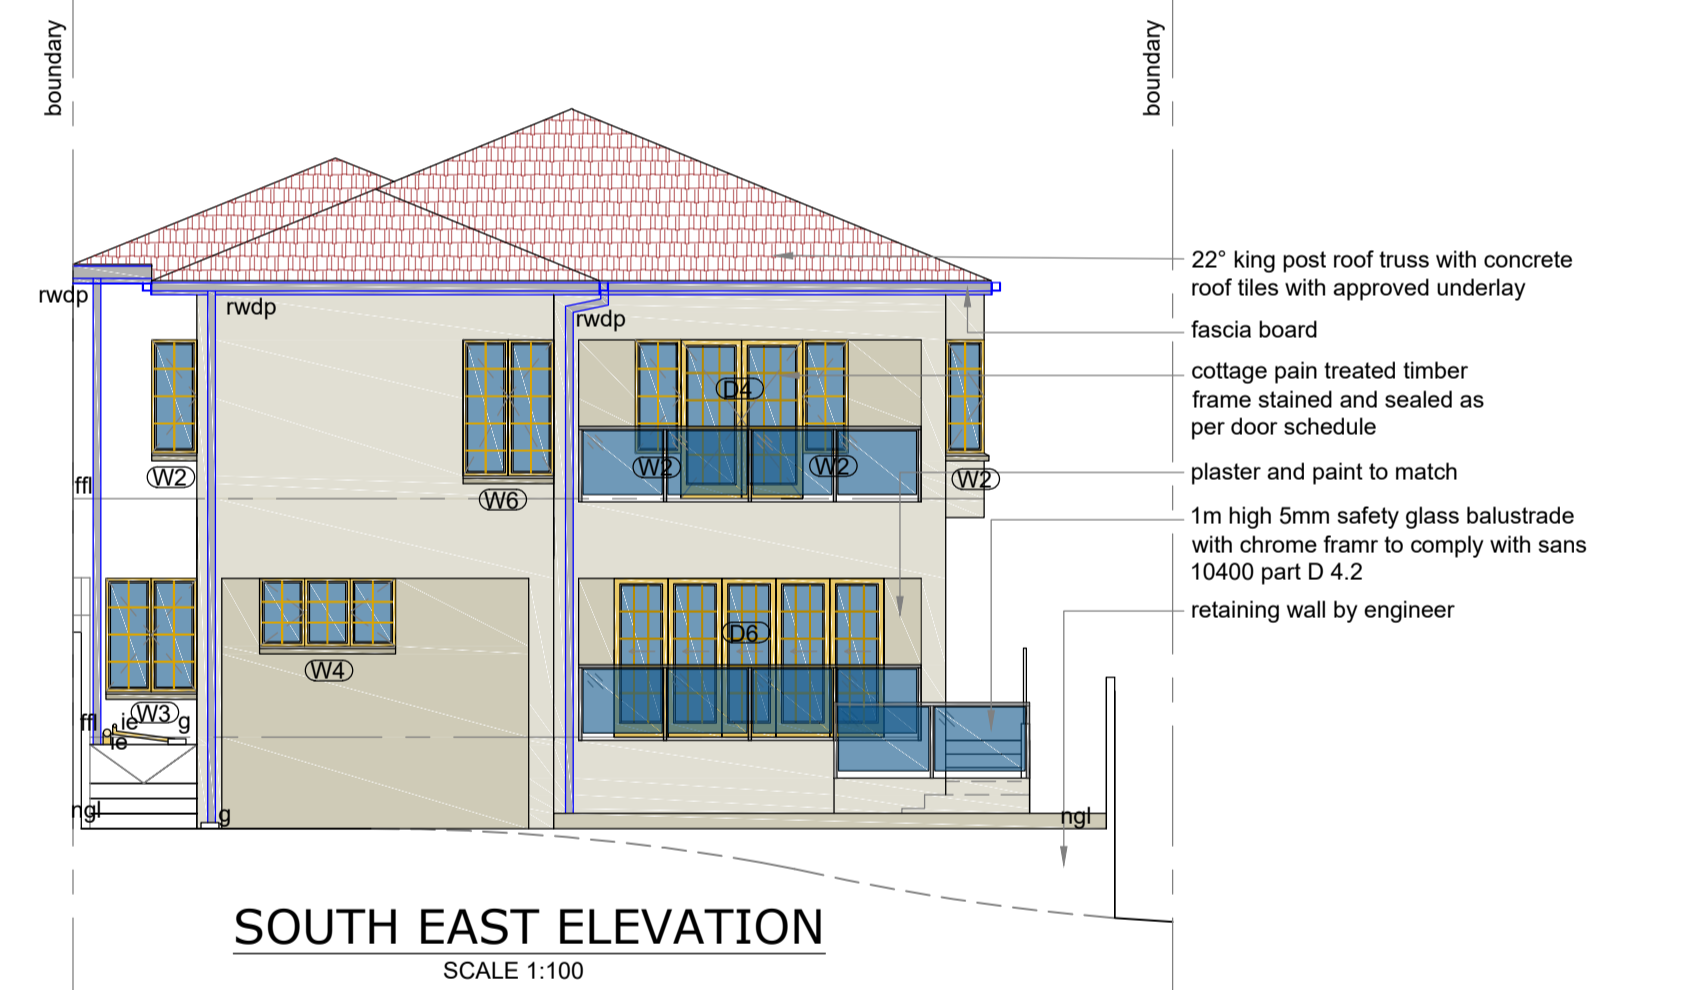 boundary
boundary
22° king post roof truss with concrete
roof tiles with approved underlay
rwdp
rwdp
rwdp
fascia board
cottage pain treated timber
frame stained and sealed as
per door schedule
D4
W2
W2
W2
W2
plaster and paint to match
ffl
W6
1m high 5mm safety glass balustrade
with chrome framr to comply with sans
10400 part D 4.2
retaining wall by engineer
D6
W4
W3
ffl
ie
g
ie
ngl
g
ngl
SOUTH EAST ELEVATION
SCALE 1:100